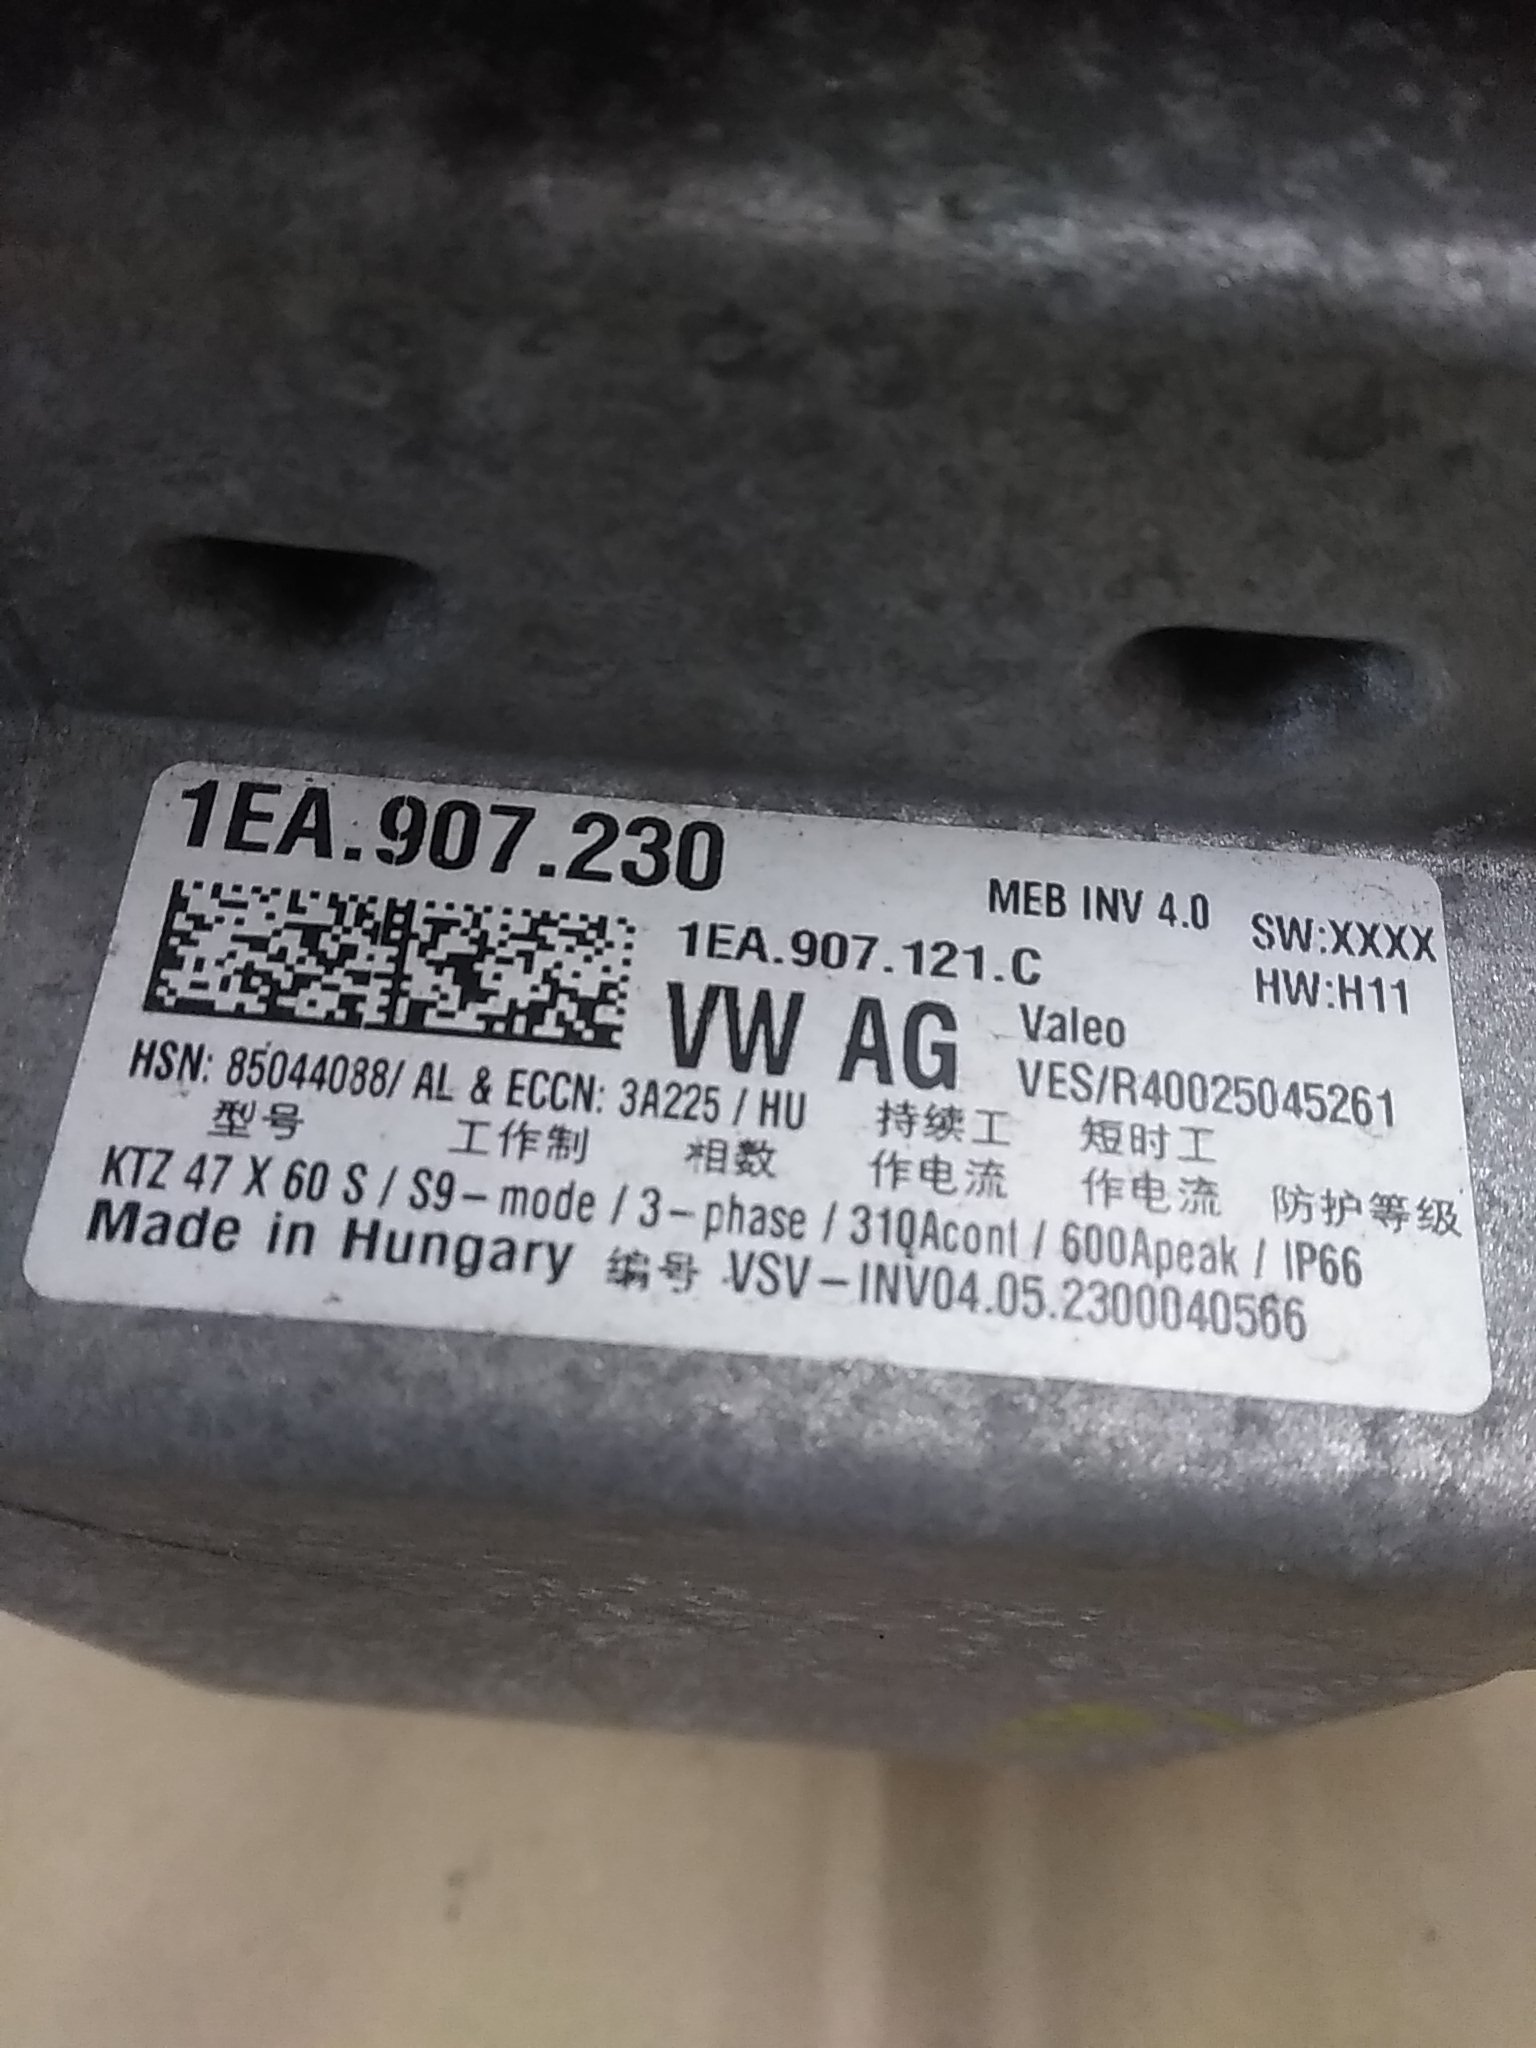 1EA.907.230
MEB INV 4.0 SW:XXXX
1EA.907.121.C HW:H11
VW AG Valeo
VES/R40025045261
HSN: 85044088/ AL & ECCN: 3A225 / HU
型号 工作制 相数 持续工作电流 短时工作电流 防护等级
KTZ 47 X 60 S / S9-mode / 3-phase / 310Acont / 600Apeak / IP66
Made in Hungary 编号 VSV-INV04.05.2300040566